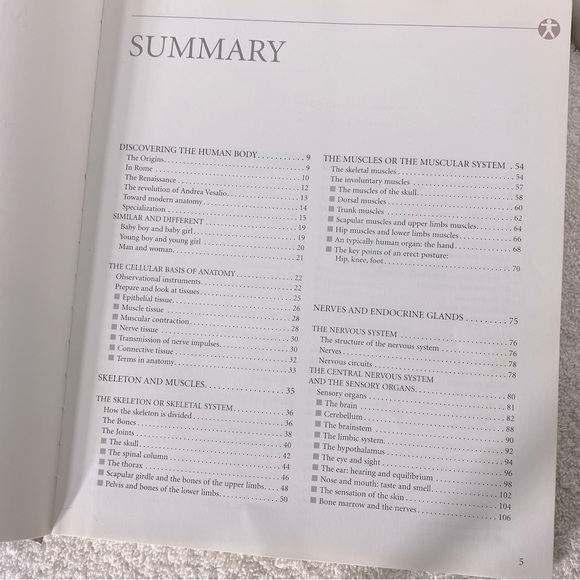 SUMMARY
DISCOVERING THE HUMAN BODY . . . . . . . . . . 9
The Origins. . . . . . . . . . 9
In Rome . . . . . . . . . . 10
The Renaissance . . . . . . . . . . 12
The revolution of Andrea Vesalio. . . . . . . . . . 13
Toward modern anatomy . . . . . . . . . . 14
Specialization . . . . . . . . . . 15
SIMILAR AND DIFFERENT . . . . . . . . . . 19
Baby boy and baby girl . . . . . . . . . . 19
Young boy and young girl . . . . . . . . . . 20
Man and woman. . . . . . . . . . 21
THE CELLULAR BASIS OF ANATOMY . . . . . . . . . . 22
Observational instruments. . . . . . . . . . 22
Prepare and look at tissues . . . . . . . . . . 25
■ Epithelial tissue. . . . . . . . . . 26
■ Muscle tissue . . . . . . . . . . 28
■ Muscular contraction . . . . . . . . . . 28
■ Nerve tissue . . . . . . . . . . 30
■ Transmission of nerve impulses. . . . . . . . . . 30
■ Connective tissue . . . . . . . . . . 32
■ Terms in anatomy. . . . . . . . . . 33
SKELETON AND MUSCLES. . . . . . . . . . 35
THE SKELETON OR SKELETAL SYSTEM . . . . . . . . . . 36
How the skeleton is divided . . . . . . . . . . 36
The Bones . . . . . . . . . . 38
The Joints . . . . . . . . . . 40
■ The skull . . . . . . . . . . 42
■ The spinal column . . . . . . . . . . 44
■ The thorax . . . . . . . . . . 46
■ Scapular girdle and the bones of the upper limbs. . . . 48
■ Pelvis and bones of the lower limbs. . . . . . . . . . 50
THE MUSCLES OR THE MUSCULAR SYSTEM . 54
The skeletal muscles . . . . . . . . . . 54
The involuntary muscles . . . . . . . . . . 57
■ The muscles of the skull. . . . . . . . . . 58
■ Dorsal muscles . . . . . . . . . . 60
■ Trunk muscles . . . . . . . . . . 62
■ Scapular muscles and upper limbs muscles. . . . . . . 64
■ Hip muscles and lower limbs muscles. . . . . . . . . . 66
■ An typically human organ: the hand . . . . . . . . . . 68
■ The key points of an erect posture:
Hip, knee, foot . . . . . . . . . . 70
NERVES AND ENDOCRINE GLANDS . . . . . . . . . 75
THE NERVOUS SYSTEM . . . . . . . . . . 76
The structure of the nervous system . . . . . . . . . . 76
Nerves . . . . . . . . . . 78
Nervous circuits . . . . . . . . . . 78
THE CENTRAL NERVOUS SYSTEM
AND THE SENSORY ORGANS. . . . . . . . . . 80
Sensory organs . . . . . . . . . . 81
■ The brain . . . . . . . . . . 82
■ Cerebellum . . . . . . . . . . 88
■ The brainstem . . . . . . . . . . 90
■ The limbic system. . . . . . . . . . 92
■ The hypothalamus . . . . . . . . . . 94
■ The eye and sight . . . . . . . . . . 96
■ The ear: hearing and equilibrium . . . . . . . . . . 98
■ Nose and mouth: taste and smell. . . . . . . . . . 102
■ The sensation of the skin . . . . . . . . . . 104
■ Bone marrow and the nerves. . . . . . . . . . 106
5